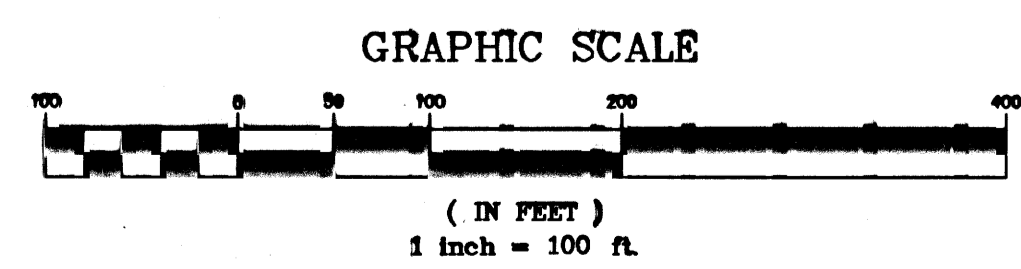 GRAPHIC SCALE
100 0 50 100 200 400
( IN FEET )
1 inch = 100 ft.